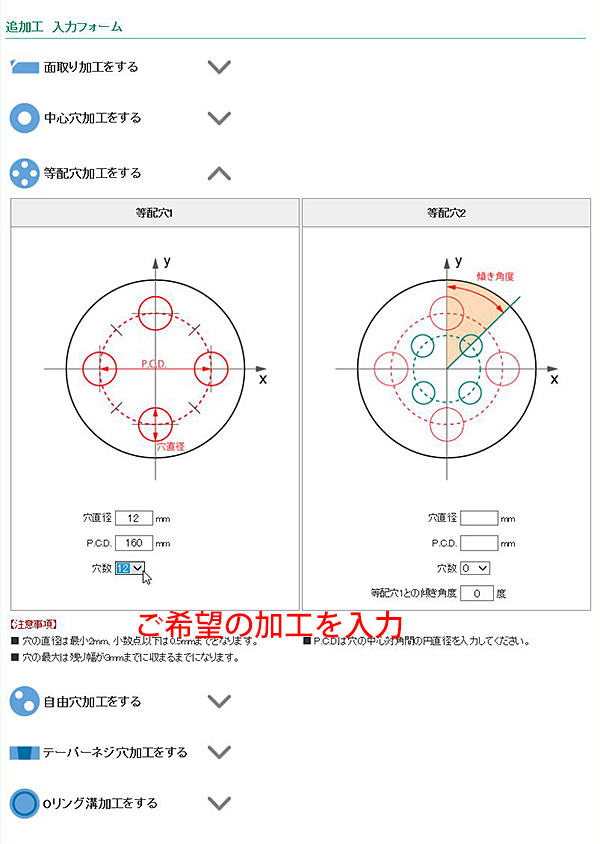 追加工 入力フォーム
面取り加工をする
中心穴加工をする
等配穴加工をする
等配穴1
等配穴2
y
x
P.C.D.
穴直径
y
x
傾き角度
穴直径 12 mm
P.C.D. 160 mm
穴数 12
穴直径 mm
P.C.D. mm
穴数 0
等配穴1との傾き角度 0 度
【注意事項】
ご希望の加工を入力
■ 穴の直径は最小2mm、小数点以下は0.5mmまでとなります。
■ P.C.Dは穴の中心対角間の円直径を入力してください。
■ 穴の最大は残り幅が3mmまでに収まるまでになります。
自由穴加工をする
テーパーネジ穴加工をする
Oリング溝加工をする